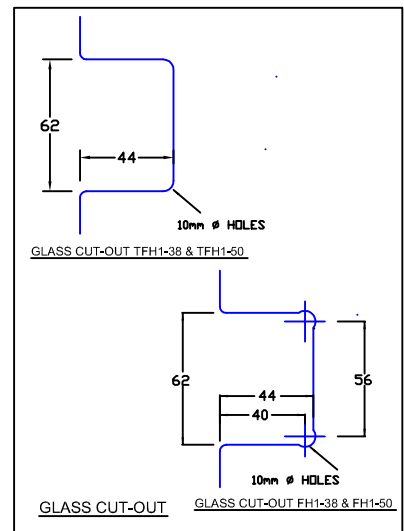 62
44
10mm ø HOLES
GLASS CUT-OUT TFH1-38 & TFH1-50
62
44
56
40
10mm ø HOLES
GLASS CUT-OUT
GLASS CUT-OUT FH1-38 & FH1-50